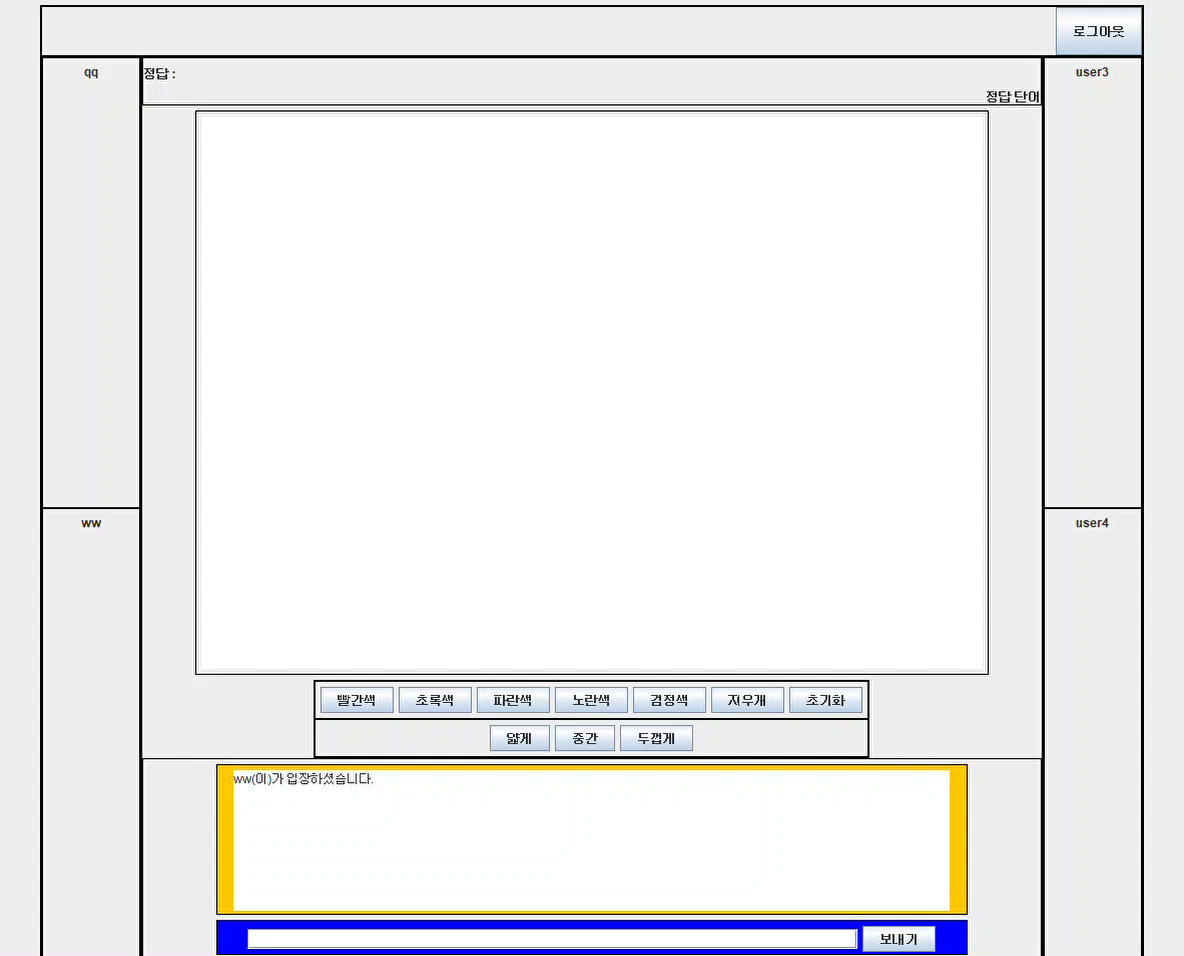 로그아웃
qq
정답 :
user3
정답 단어
ww
user4
빨간색 초록색 파란색 노란색 검정색 지우개 초기화
얇게 중간 두껍게
ww(이)가 입장하셨습니다.
보내기